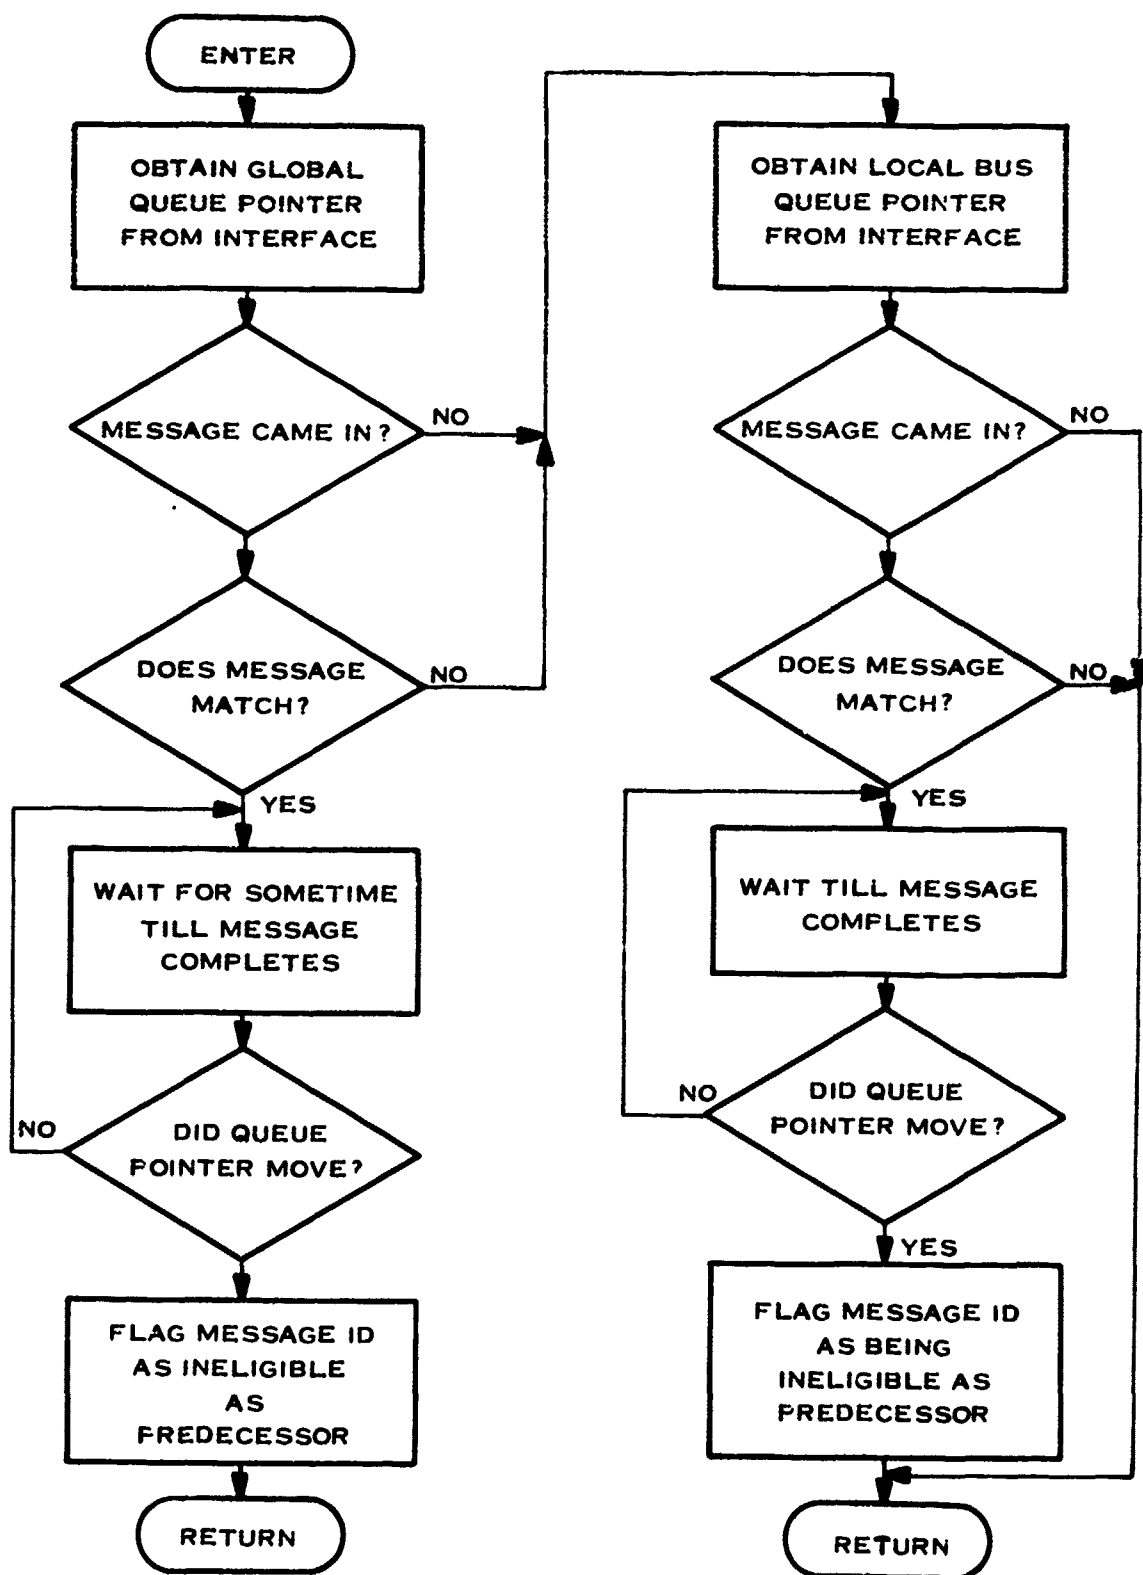 ENTER
OBTAIN GLOBAL
QUEUE POINTER
FROM INTERFACE
MESSAGE CAME IN?
NO
DOES MESSAGE
MATCH?
NO
YES
WAIT FOR SOMETIME
TILL MESSAGE
COMPLETES
DID QUEUE
POINTER MOVE?
NO
FLAG MESSAGE ID
AS INELIGIBLE
AS
PREDECESSOR
RETURN
OBTAIN LOCAL BUS
QUEUE POINTER
FROM INTERFACE
MESSAGE CAME IN?
NO
DOES MESSAGE
MATCH?
NO
YES
WAIT TILL MESSAGE
COMPLETES
DID QUEUE
POINTER MOVE?
NO
YES
FLAG MESSAGE ID
AS BEING
INELIGIBLE AS
PREDECESSOR
RETURN